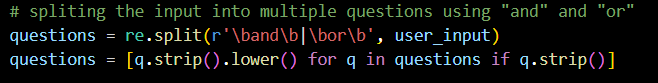 # spliting the input into multiple questions using "and" and "or"
questions = re.split(r'\band\b|\bor\b', user_input)
questions = [q.strip().lower() for q in questions if q.strip()]